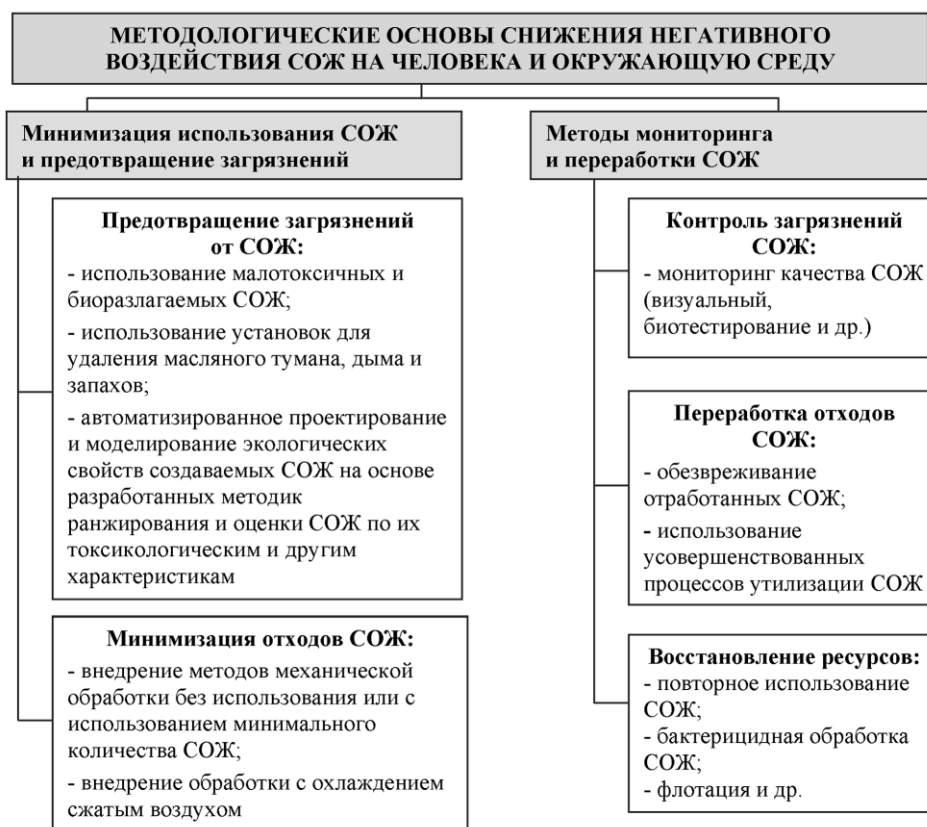 МЕТОДОЛОГИЧЕСКИЕ ОСНОВЫ СНИЖЕНИЯ НЕГАТИВНОГО
ВОЗДЕЙСТВИЯ СОЖ НА ЧЕЛОВЕКА И ОКРУЖАЮЩУЮ СРЕДУ
Минимизация использования СОЖ
и предотвращение загрязнений
Предотвращение загрязнений
от СОЖ:
- использование малотоксичных и
биоразлагаемых СОЖ;
- использование установок для
удаления масляного тумана, дыма и
запахов;
- автоматизированное проектирование
и моделирование экологических
свойств создаваемых СОЖ на основе
разработанных методик
ранжирования и оценки СОЖ по их
токсикологическим и другим
характеристикам
Минимизация отходов СОЖ:
- внедрение методов механической
обработки без использования или с
использованием минимального
количества СОЖ;
- внедрение обработки с охлаждением
сжатым воздухом
Методы мониторинга
и переработки СОЖ
Контроль загрязнений
СОЖ:
- мониторинг качества СОЖ
(визуальный,
биотестирование и др.)
Переработка отходов
СОЖ:
- обезвреживание
отработанных СОЖ;
- использование
усовершенствованных
процессов утилизации СОЖ
Восстановление ресурсов:
- повторное использование
СОЖ;
- бактерицидная обработка
СОЖ;
- флотация и др.